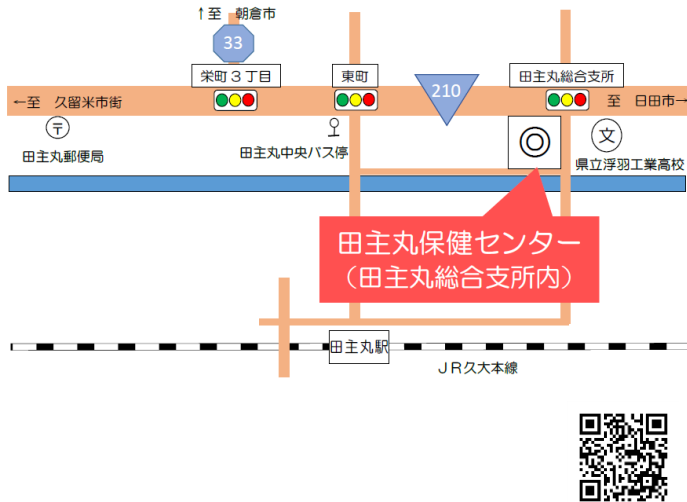 ↑至 朝倉市
33
栄町3丁目
東町
210
田主丸総合支所
←至 久留米市街
至 日田市→
〒
田主丸郵便局
田主丸中央バス停
文
県立浮羽工業高校
田主丸保健センター
(田主丸総合支所内)
田主丸駅
JR久大本線